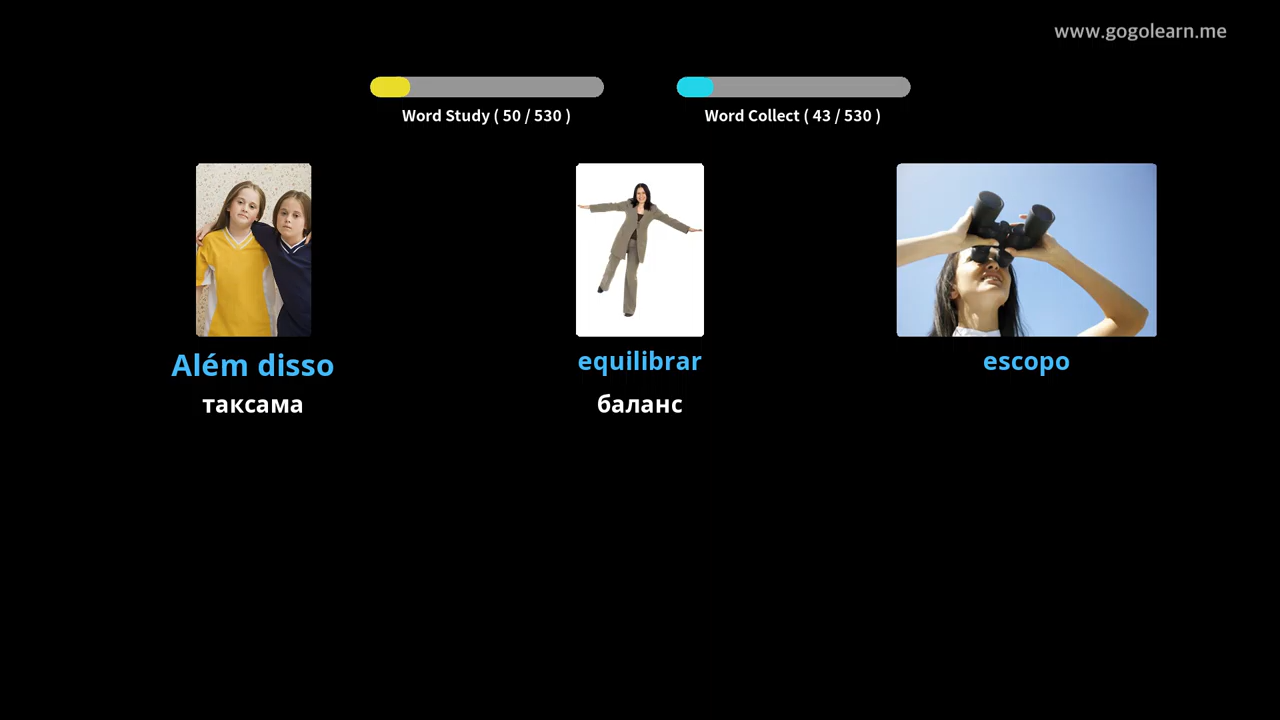 www.gogolearn.me
Word Study ( 50 / 530 )
Word Collect ( 43 / 530 )
Além disso
таксама
equilibrar
баланс
escopo